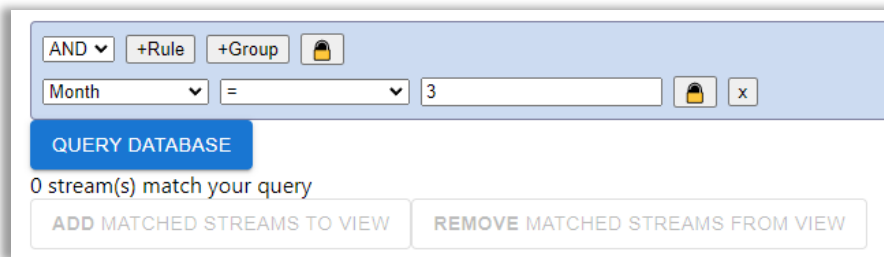 AND +Rule +Group
Month = 3 x
QUERY DATABASE
0 stream(s) match your query
ADD MATCHED STREAMS TO VIEW REMOVE MATCHED STREAMS FROM VIEW